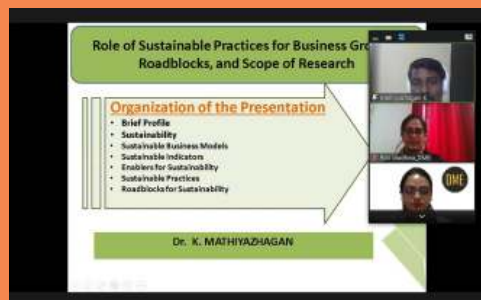 Role of Sustainable Practices for Business Gro
Roadblocks, and Scope of Research
Organization of the Presentation
• Brief Profile
• Sustainability
• Sustainable Business Models
• Sustainable Indicators
• Enablers for Sustainability
• Sustainable Practices
• Roadblocks for Sustainability
Dr. K. MATHIYAZHAGAN
DME